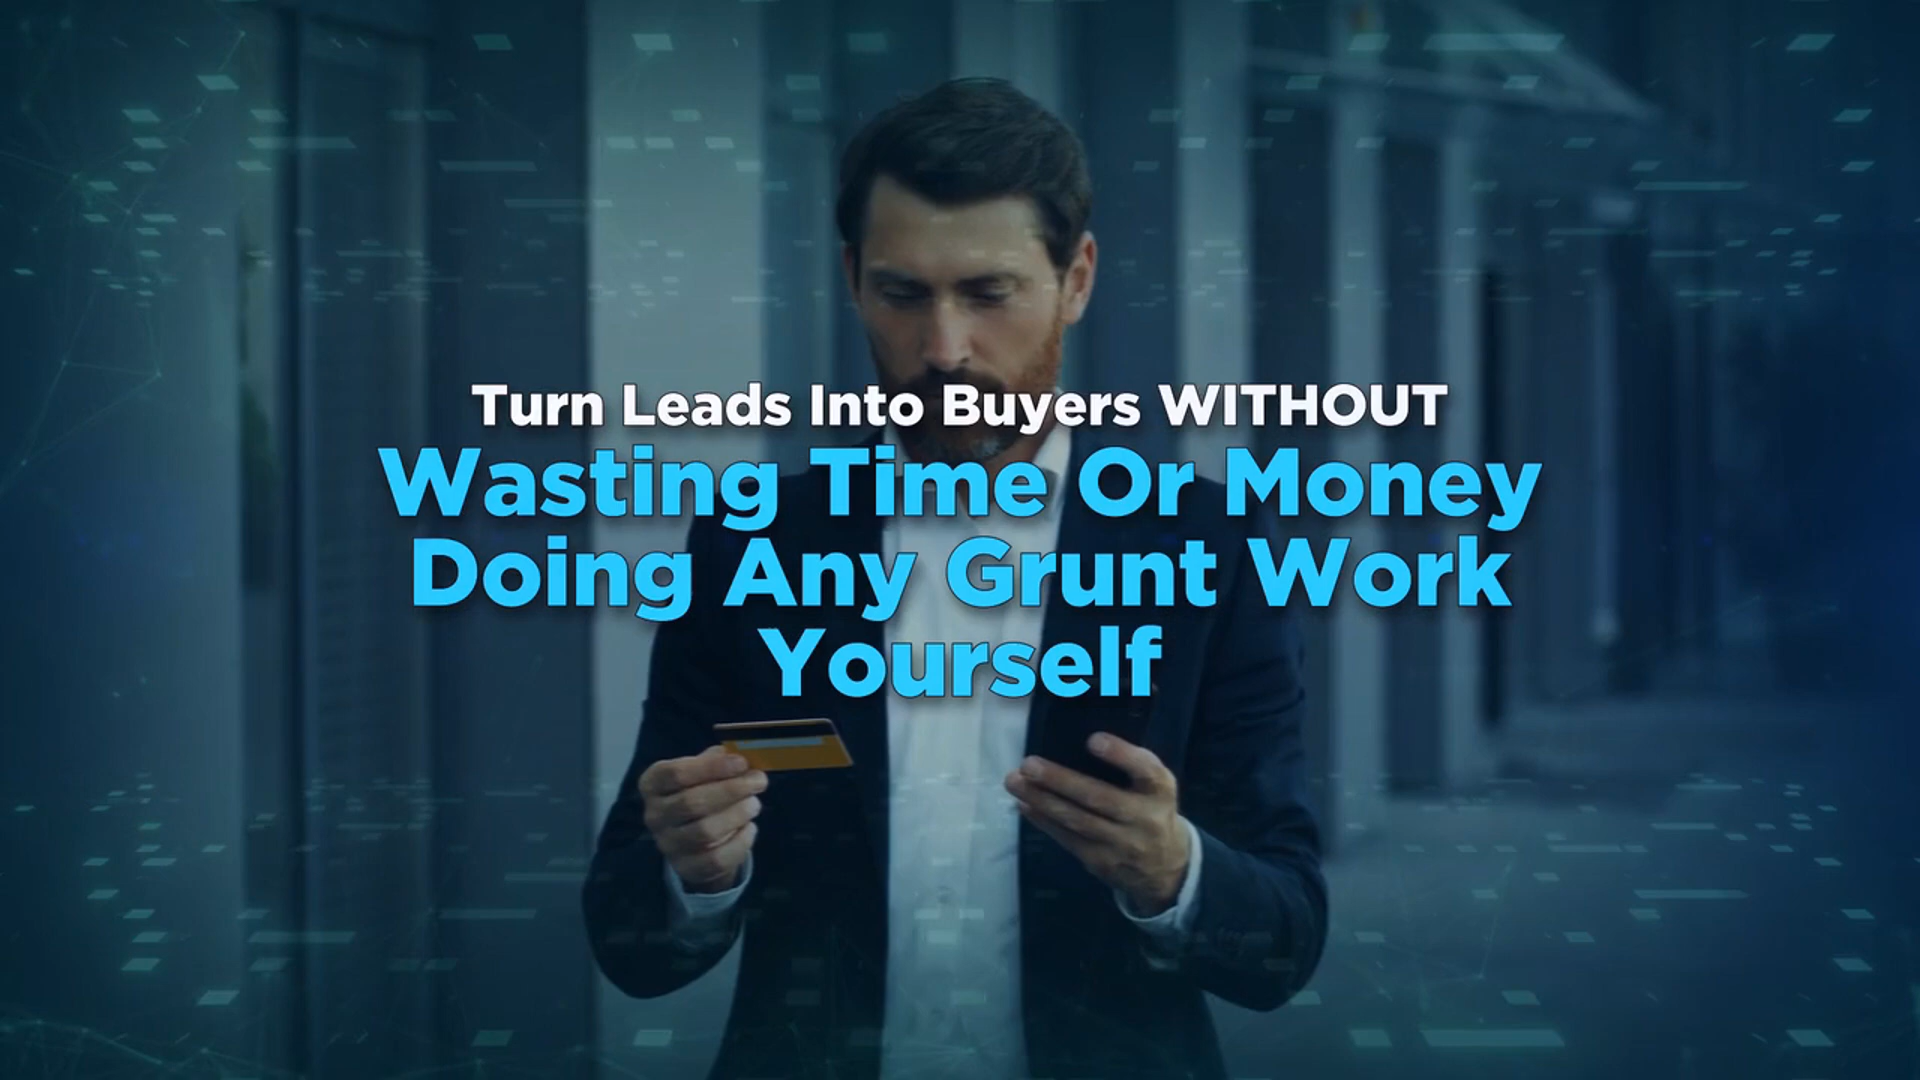 Turn Leads Into Buyers WITHOUT
Wasting Time Or Money
Doing Any Grunt Work
Yourself